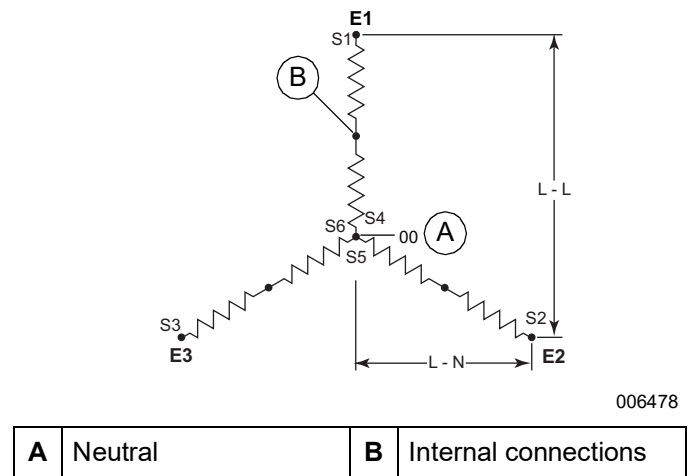 E1
S1
B
L - L
S4
S6
00
A
S5
S3
S2
E3
L - N
E2
006478
A Neutral B Internal connections